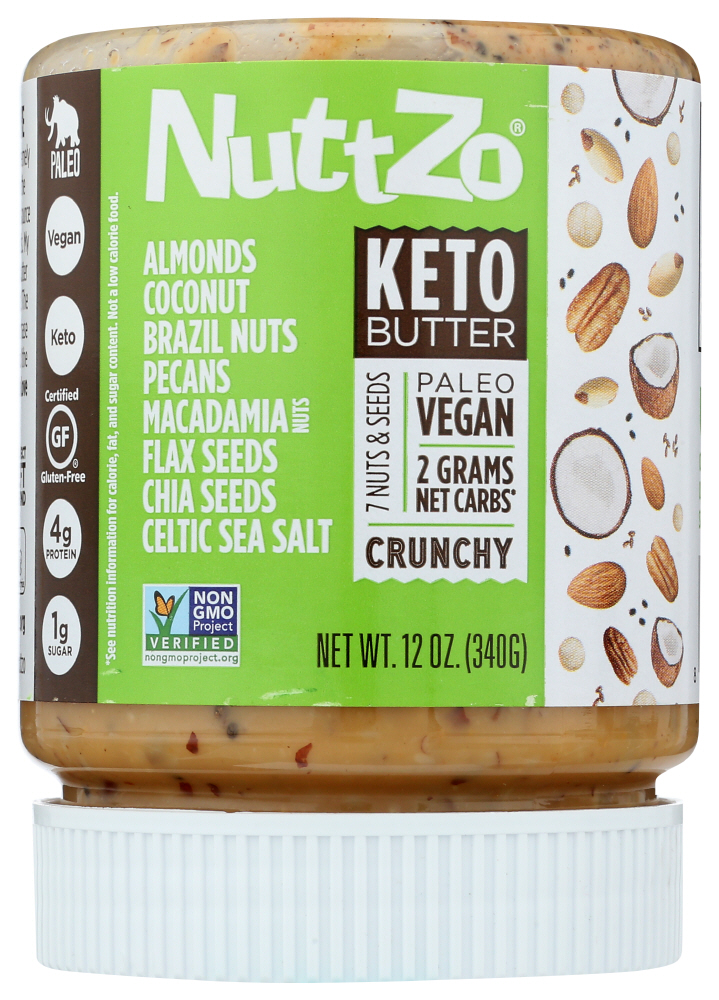 NuttZo®
PALEO
Vegan
Keto
Certified
GF
®
Gluten-Free
4g
PROTEIN
1g
SUGAR
*See nutrition information for calorie, fat, and sugar content. Not a low calorie food.
ALMONDS
COCONUT
BRAZIL NUTS
PECANS
MACADAMIA NUTS
FLAX SEEDS
CHIA SEEDS
CELTIC SEA SALT
KETO
BUTTER
7 NUTS & SEEDS
PALEO
VEGAN
2 GRAMS
NET CARBS*
CRUNCHY
NON
GMO
Project
VERIFIED
nongmoproject.org
NET WT. 12 OZ. (340G)